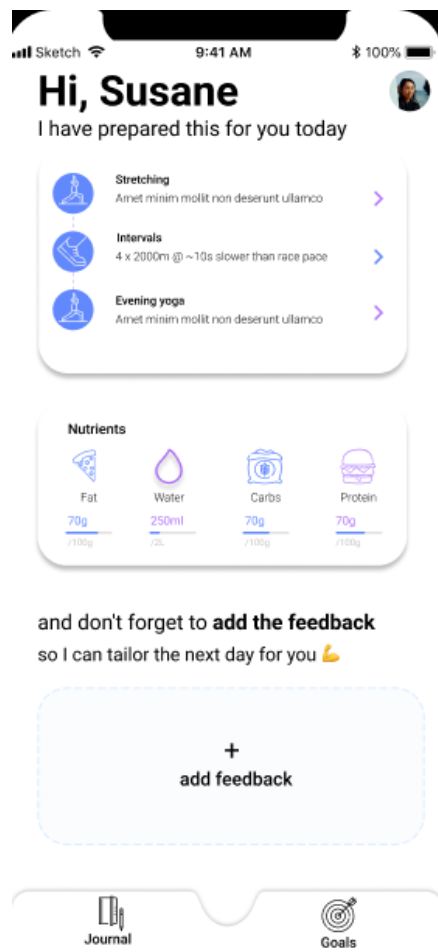 Sketch 9:41 AM 100%
Hi, Susane
I have prepared this for you today
Stretching
Amet minim mollit non deserunt ullamco
Intervals
4 x 2000m @ ~10s slower than race pace
Evening yoga
Amet minim mollit non deserunt ullamco
Nutrients
Fat Water Carbs Protein
70g 250ml 70g 70g
/100g /2L /100g /100g
and don't forget to add the feedback
so I can tailor the next day for you 💪
+
add feedback
Journal Goals